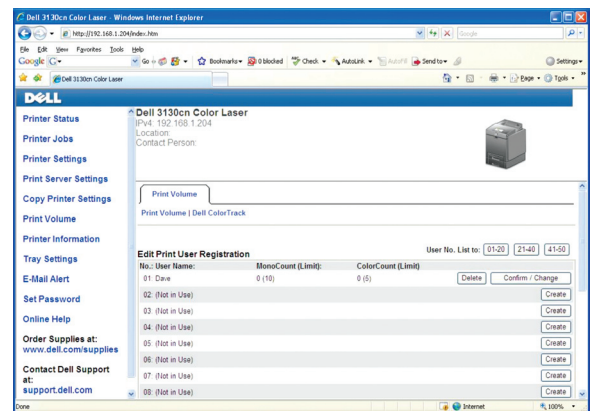 Dell 3130cn Color Laser - Windows Internet Explorer
http://192.168.1.204/index.htm
Google
File Edit View Favorites Tools Help
Google G Go 0 blocked Bookmarks Check AutoLink AutoFill Send to Settings
Dell 3130cn Color Laser
Page Tools
DELL
Printer Status
Printer Jobs
Printer Settings
Print Server Settings
Copy Printer Settings
Print Volume
Printer Information
Tray Settings
E-Mail Alert
Set Password
Online Help
Order Supplies at:
www.dell.com/supplies
Contact Dell Support
at:
support.dell.com
Dell 3130cn Color Laser
IPv4: 192.168.1.204
Location:
Contact Person:
Print Volume
Print Volume | Dell ColorTrack
User No. List to: 01-20 21-40 41-50
Edit Print User Registration
No.: User Name: MonoCount (Limit): ColorCount (Limit)
01: Dave 0 (10) 0 (5) Delete Confirm / Change
02: (Not in Use) Create
03: (Not in Use) Create
04: (Not in Use) Create
05: (Not in Use) Create
06: (Not in Use) Create
07: (Not in Use) Create
08: (Not in Use) Create
Done Internet 100%